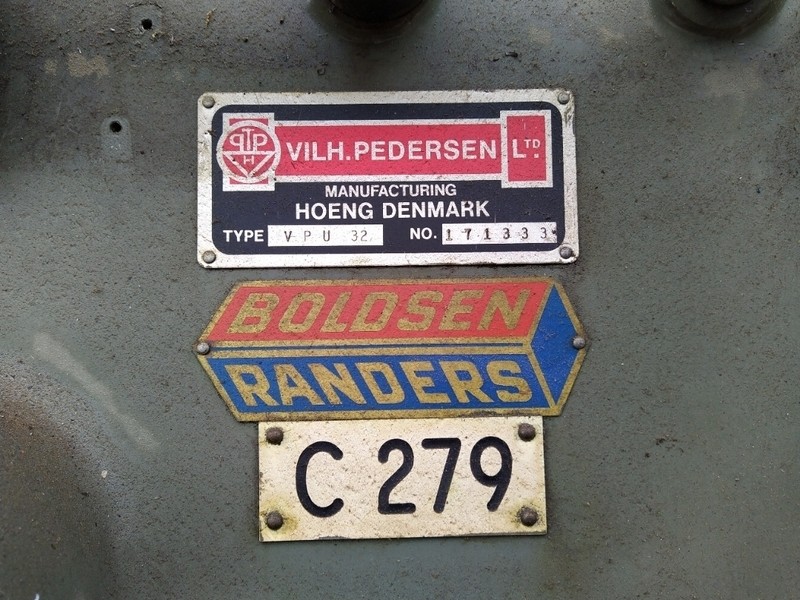 VILH. PEDERSEN LTD.
MANUFACTURING
HOENG DENMARK
TYPE VPU 32 NO. 171333
BOLDSEN
RANDERS
C 279